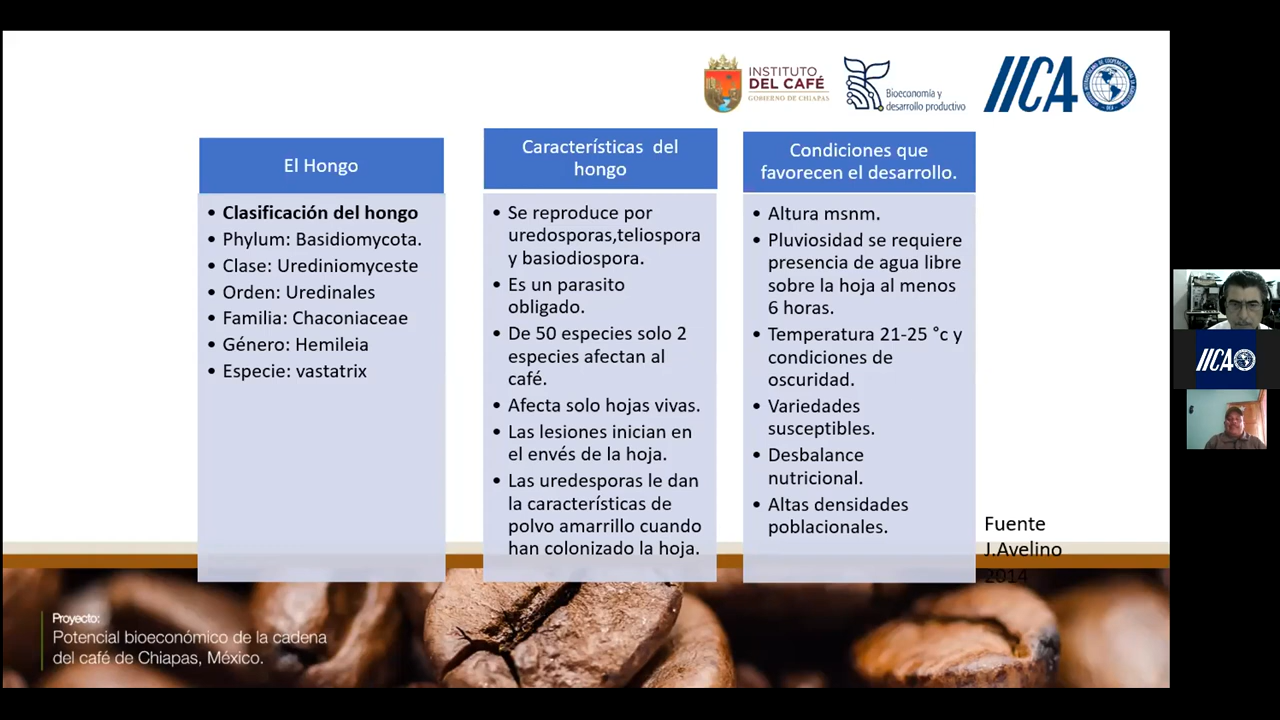 INSTITUTO
DEL CAFÉ
GOBIERNO DE CHIAPAS
Bioeconomía y
desarrollo productivo
IICA
El Hongo
• Clasificación del hongo
• Phylum: Basidiomycota.
• Clase: Urediniomyceste
• Orden: Uredinales
• Familia: Chaconiaceae
• Género: Hemileia
• Especie: vastatrix
Características del
hongo
• Se reproduce por
uredosporas,teliospora
y basiodiospora.
• Es un parasito
obligado.
• De 50 especies solo 2
especies afectan al
café.
• Afecta solo hojas vivas.
• Las lesiones inician en
el envés de la hoja.
• Las uredesporas le dan
la características de
polvo amarrillo cuando
han colonizado la hoja.
Condiciones que
favorecen el desarrollo.
• Altura msnm.
• Pluviosidad se requiere
presencia de agua libre
sobre la hoja al menos
6 horas.
• Temperatura 21-25 °c y
condiciones de
oscuridad.
• Variedades
susceptibles.
• Desbalance
nutricional.
• Altas densidades
poblacionales.
Fuente
J.Avelino
2014
Proyecto:
Potencial bioeconómico de la cadena
del café de Chiapas, México.
IICA